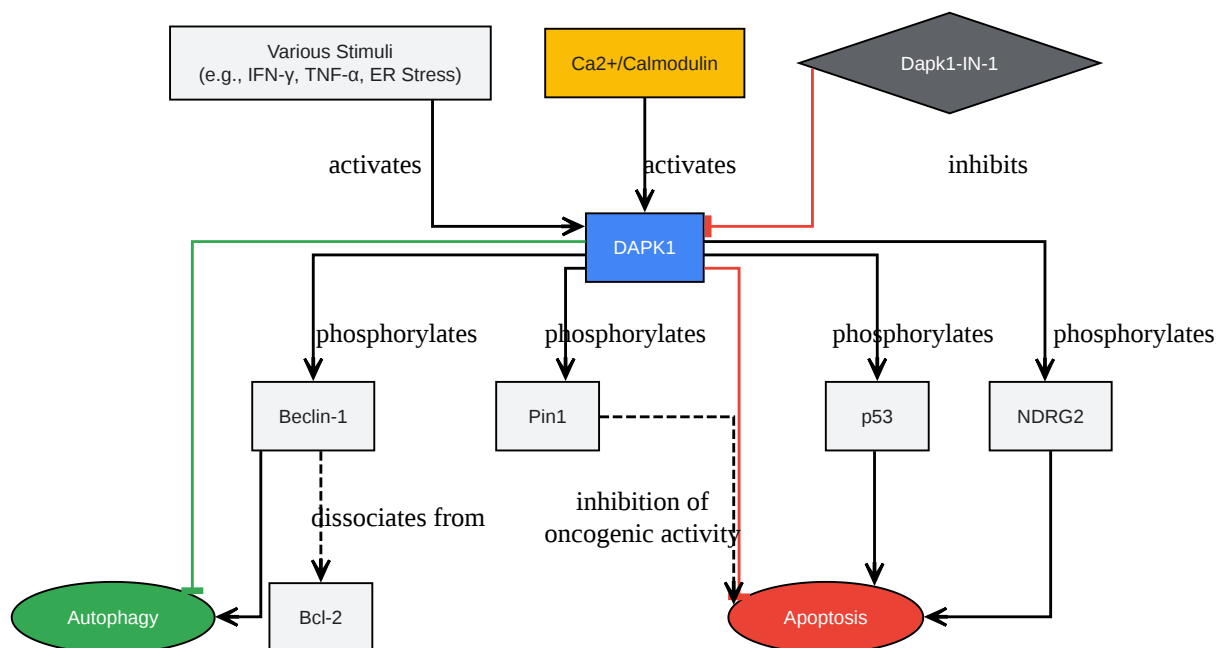 Various Stimuli
(e.g., IFN-γ, TNF-α, ER Stress)
Ca2+/Calmodulin
Dapk1-IN-1
activates
activates
inhibits
DAPK1
phosphorylates
phosphorylates
phosphorylates
phosphorylates
Beclin-1
Pin1
p53
NDRG2
dissociates from
inhibition of
oncogenic activity
Autophagy
Bcl-2
Apoptosis